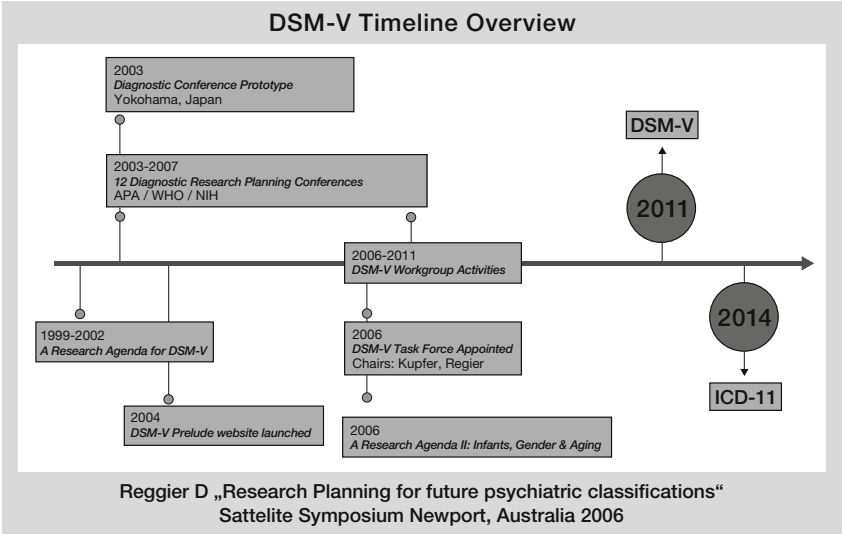 DSM-V Timeline Overview
2003
Diagnostic Conference Prototype
Yokohama, Japan
2003-2007
12 Diagnostic Research Planning Conferences
APA / WHO / NIH
DSM-V
2011
2006-2011
DSM-V Workgroup Activities
1999-2002
A Research Agenda for DSM-V
2006
DSM-V Task Force Appointed
Chairs: Kupfer, Regier
2014
ICD-11
2004
DSM-V Prelude website launched
2006
A Research Agenda II: Infants, Gender & Aging
Reggier D „Research Planning for future psychiatric classifications“
Sattelite Symposium Newport, Australia 2006